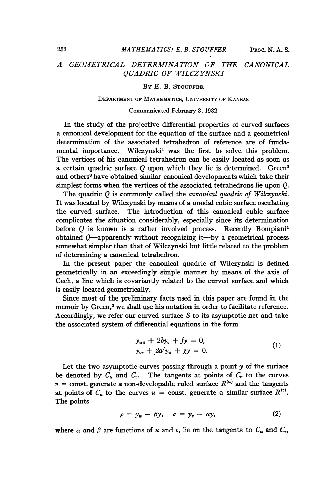 252 MATHEMATICS: E. B. STOUFFER PROC. N. A. S.
A GEOMETRICAL DETERMINATION OF THE CANONICAL
QUADRIC OF WILCZYNSKI
BY E. B. STOUFFER
DEPARTMENT OF MATHEMATICS, UNIVERSITY OF KANSAS
Communicated February 3, 1932
In the study of the projective differential properties of curved surfaces
a canonical development for the equation of the surface and a geometrical
determination of the associated tetrahedron of reference are of funda-
mental importance. Wilczynski¹ was the first to solve this problem.
The vertices of his canonical tetrahedron can be easily located as soon as
a certain quadric surface Q upon which they lie is determined. Green²
and others³ have obtained similar canonical developments which take their
simplest forms when the vertices of the associated tetrahedrons lie upon Q.
The quadric Q is commonly called the canonical quadric of Wilczynski.
It was located by Wilczynski by means of a unodal cubic surface osculating
the curved surface. The introduction of this canonical cubic surface
complicates the situation considerably, especially since its determination
before Q is known is a rather involved process. Recently Bompiani⁴
obtained Q—apparently without recognizing it—by a geometrical process
somewhat simpler than that of Wilczynski but little related to the problem
of determining a canonical tetrahedron.
In the present paper the canonical quadric of Wilczynski is defined
geometrically in an exceedingly simple manner by means of the axis of
Čech, a line which is covariantly related to the curved surface and which
is easily located geometrically.
Since most of the preliminary facts used in this paper are found in the
memoir by Green,² we shall use his notation in order to facilitate reference.
Accordingly, we refer our curved surface S to its asymptotic net and take
the associated system of differential equations in the form
y_uu + 2by_v + fy = 0,
y_vv + 2a′y_u + gy = 0. (1)
Let the two asymptotic curves passing through a point y of the surface
be denoted by C_u and C_v. The tangents at points of C_u to the curves
v = const. generate a non-developable ruled surface and the tangents
at points of C_v to the curves u = const. generate a similar surface
The points
ρ = y_u − βy, σ = y_v − αy, (2)
where α and β are functions of u and v, lie on the tangents to C_u and C_v,